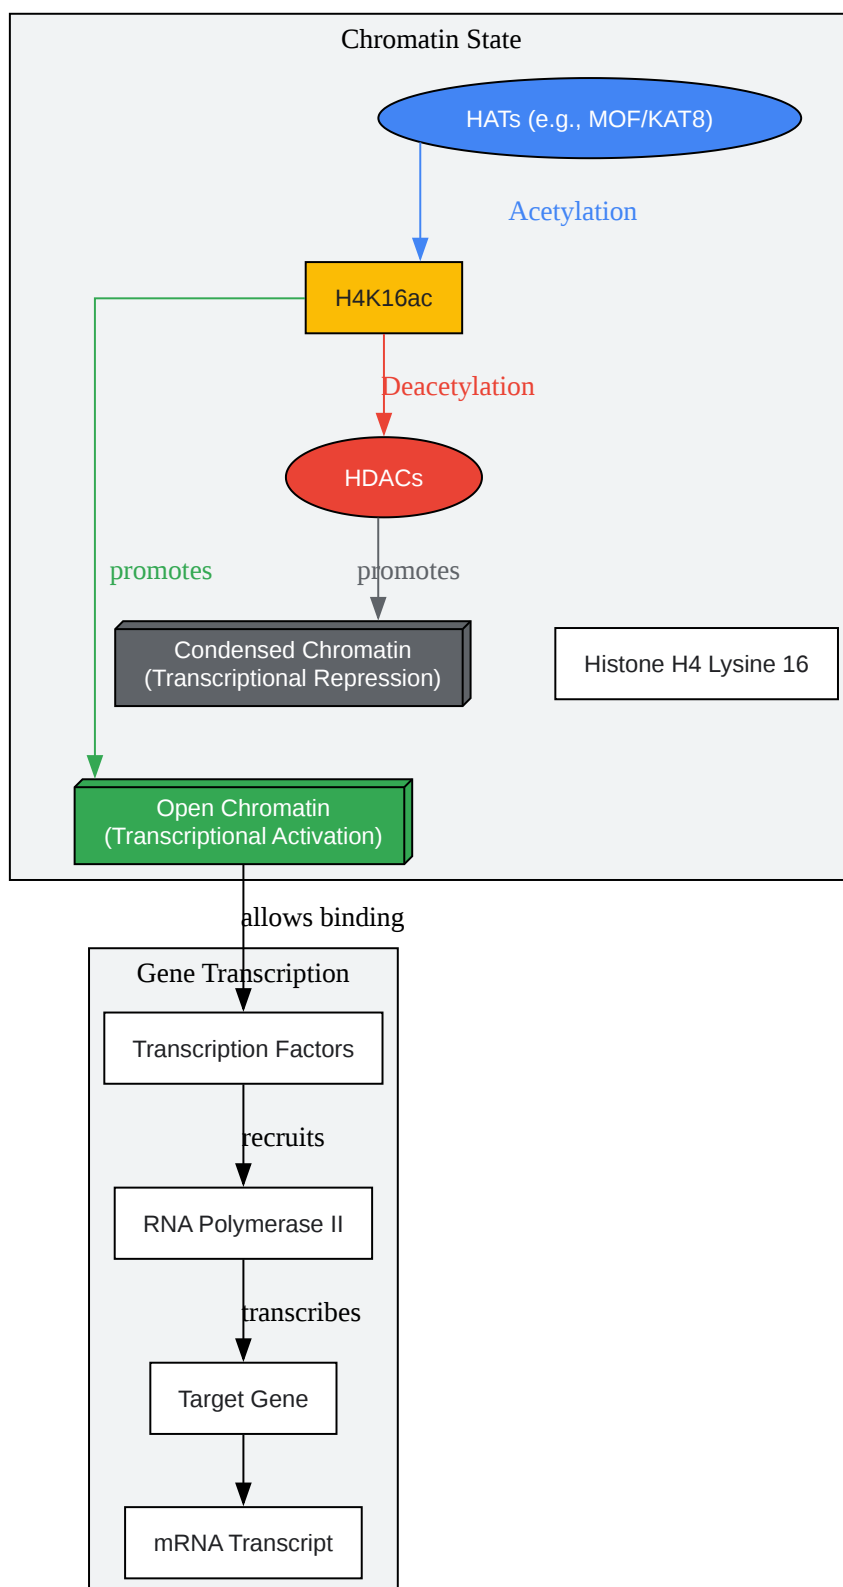 Chromatin State
HATs (e.g., MOF/KAT8)
Acetylation
H4K16ac
Deacetylation
HDACs
promotes
promotes
Condensed Chromatin
(Transcriptional Repression)
Histone H4 Lysine 16
Open Chromatin
(Transcriptional Activation)
allows binding
Gene Transcription
Transcription Factors
recruits
RNA Polymerase II
transcribes
Target Gene
mRNA Transcript